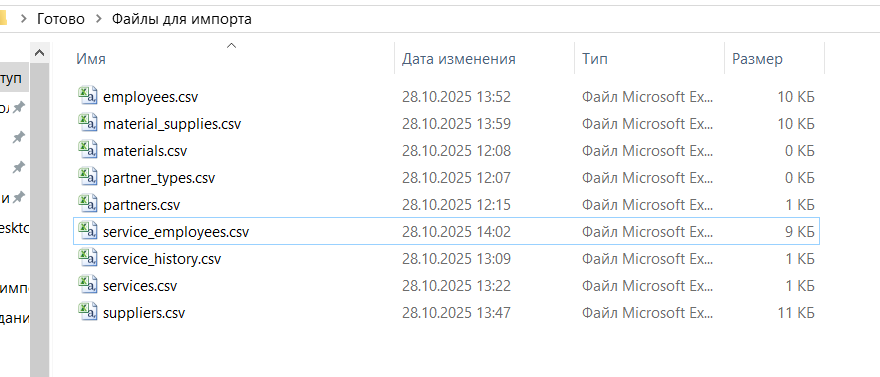 Готово > Файлы для импорта
Имя Дата изменения Тип Размер
туп employees.csv 28.10.2025 13:52 Файл Microsoft Ex... 10 КБ
material_supplies.csv 28.10.2025 13:59 Файл Microsoft Ex... 10 КБ
materials.csv 28.10.2025 12:08 Файл Microsoft Ex... 0 КБ
partner_types.csv 28.10.2025 12:07 Файл Microsoft Ex... 0 КБ
и partners.csv 28.10.2025 12:15 Файл Microsoft Ex... 1 КБ
eskto service_employees.csv 28.10.2025 14:02 Файл Microsoft Ex... 9 КБ
service_history.csv 28.10.2025 13:09 Файл Microsoft Ex... 1 КБ
имп services.csv 28.10.2025 13:22 Файл Microsoft Ex... 1 КБ
дани suppliers.csv 28.10.2025 13:47 Файл Microsoft Ex... 11 КБ